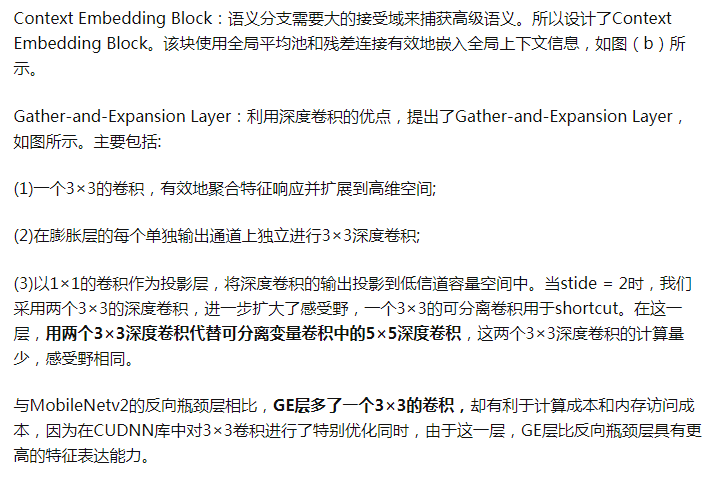 Context Embedding Block：语义分支需要大的接受域来捕获高级语义。所以设计了Context
Embedding Block。该块使用全局平均池和残差连接有效地嵌入全局上下文信息，如图（b）所
示。
Gather-and-Expansion Layer：利用深度卷积的优点，提出了Gather-and-Expansion Layer，
如图所示。主要包括:
(1)一个3×3的卷积，有效地聚合特征响应并扩展到高维空间;
(2)在膨胀层的每个单独输出通道上独立进行3×3深度卷积;
(3)以1×1的卷积作为投影层，将深度卷积的输出投影到低信道容量空间中。当stide = 2时，我们
采用两个3×3的深度卷积，进一步扩大了感受野，一个3×3的可分离卷积用于shortcut。在这一
层，用两个3×3深度卷积代替可分离变量卷积中的5×5深度卷积，这两个3×3深度卷积的计算量
少，感受野相同。
与MobileNetv2的反向瓶颈层相比，GE层多了一个3×3的卷积，却有利于计算成本和内存访问成
本，因为在CUDNN库中对3×3卷积进行了特别优化同时，由于这一层，GE层比反向瓶颈层具有更
高的特征表达能力。